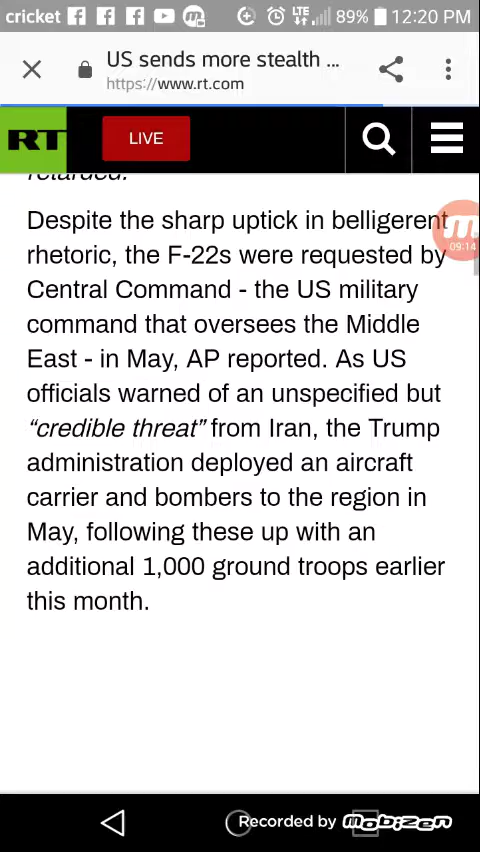 cricket 89% 12:20 PM
LTE
US sends more stealth ...
https://www.rt.com
RT LIVE
retarded.
Despite the sharp uptick in belligerent
rhetoric, the F-22s were requested by
09:14
Central Command - the US military
command that oversees the Middle
East - in May, AP reported. As US
officials warned of an unspecified but
“credible threat” from Iran, the Trump
administration deployed an aircraft
carrier and bombers to the region in
May, following these up with an
additional 1,000 ground troops earlier
this month.
Recorded by Mobizen